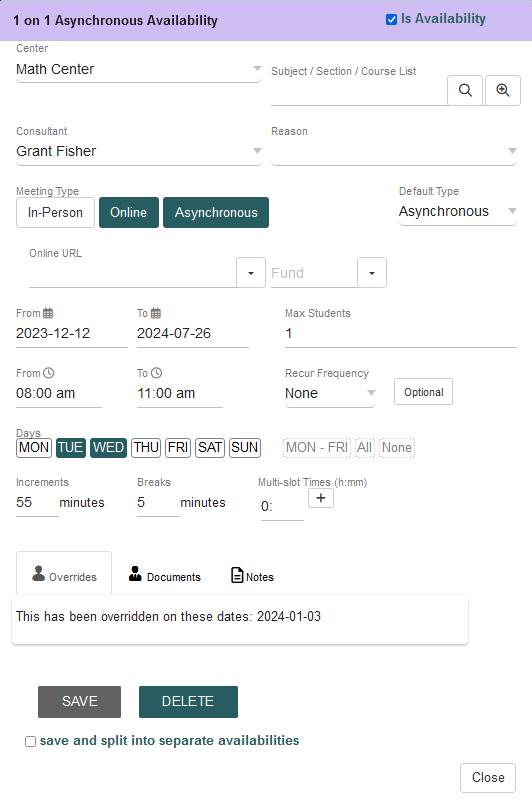 1 on 1 Asynchronous Availability
Is Availability
Center
Math Center
Subject / Section / Course List
Consultant
Grant Fisher
Reason
Meeting Type
In-Person Online Asynchronous
Default Type
Asynchronous
Online URL
Fund
From To Max Students
2023-12-12 2024-07-26 1
From To Recur Frequency
08:00 am 11:00 am None Optional
Days
MON TUE WED THU FRI SAT SUN MON - FRI All None
Increments Breaks Multi-slot Times (h:mm)
55 minutes 5 minutes 0: +
Overrides Documents Notes
This has been overridden on these dates: 2024-01-03
SAVE DELETE
save and split into separate availabilities
Close